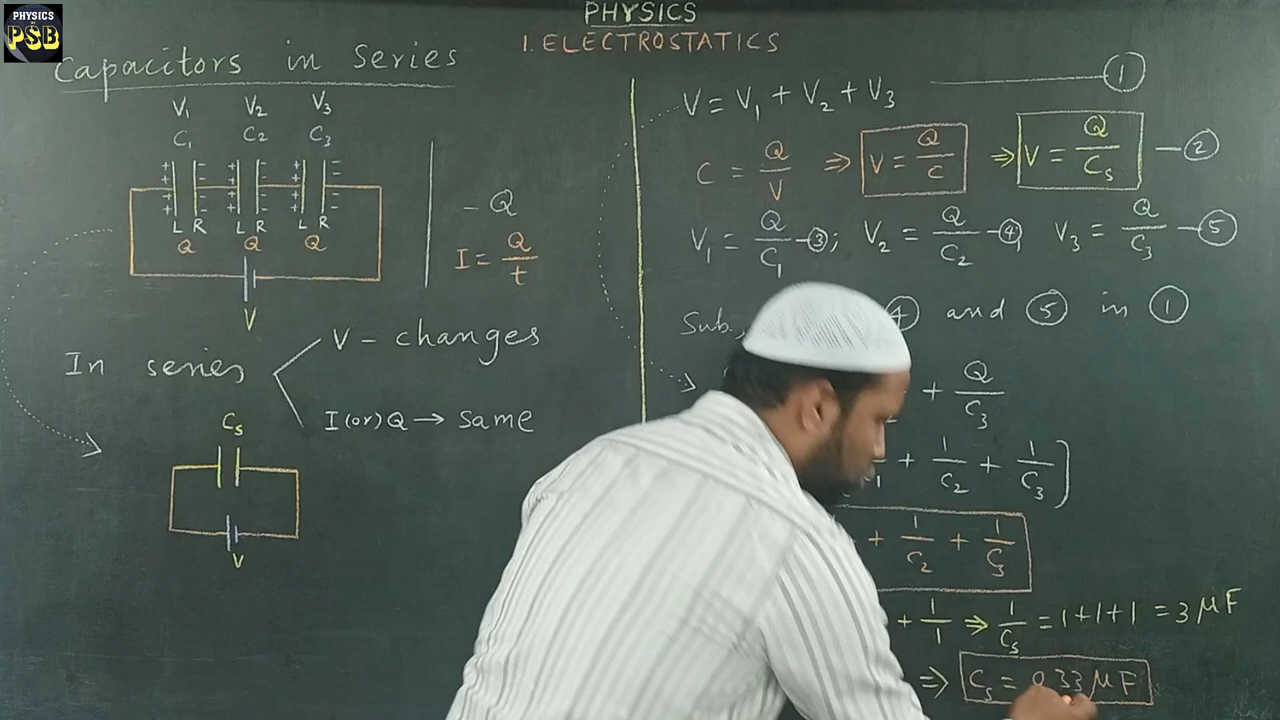 PHYSICS
BY
PSB
PHYSICS
1. ELECTROSTATICS
Capacitors in Series
V₁ V₂ V₃
C₁ C₂ C₃
+ + + + - - - - + + + + - - - - + + + + - - - -
L R L R L R
Q Q Q
V
- Q
I = Q/t
In series
V - changes
I (or) Q → same
Cs
V
V = V₁ + V₂ + V₃ ①
C = Q/V ⇒ V = Q/C ⇒ V = Q/Cs - ②
V₁ = Q/C₁ - ③; V₂ = Q/C₂ - ④ V₃ = Q/C₃ - ⑤
Sub, ④ and ⑤ in ①
+ Q/C₃
+ 1/C₂ + 1/C₃]
+ 1/C₂ + 1/C₃
+ 1/1 ⇒ 1/Cs = 1+1+1 = 3 μF
⇒ Cs = 0.33 μF